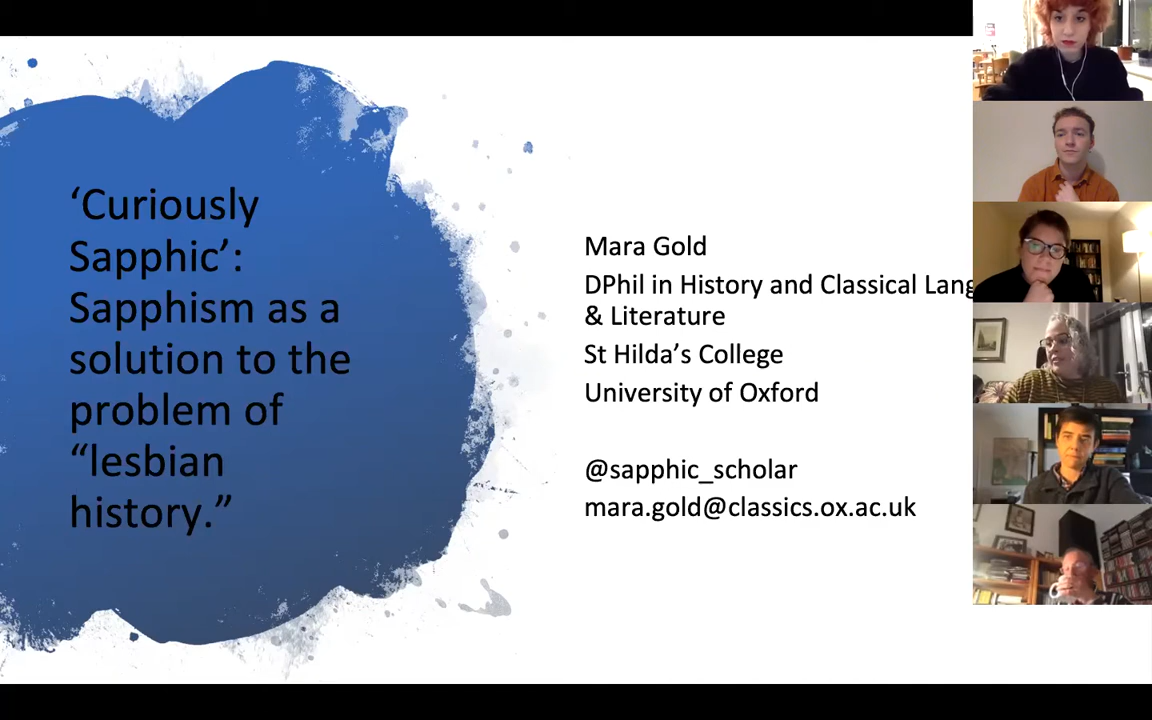 ‘Curiously
Sapphic’:
Sapphism as a
solution to the
problem of
“lesbian
history.”
Mara Gold
DPhil in History and Classical Lang
& Literature
St Hilda’s College
University of Oxford
@sapphic_scholar
mara.gold@classics.ox.ac.uk